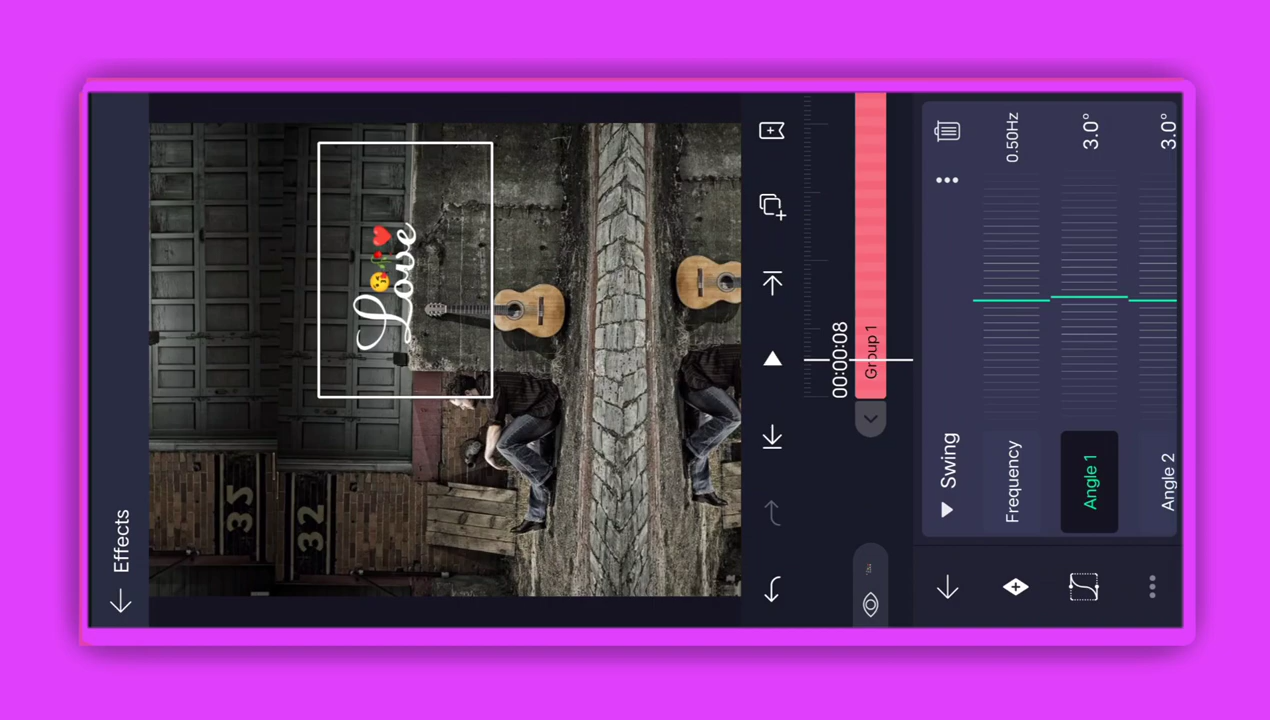 Effects
35
32
Love
😘🌹❤️
00:00:08
Group 1
Swing
Frequency
0.50Hz
Angle 1
3.0°
Angle 2
3.0°